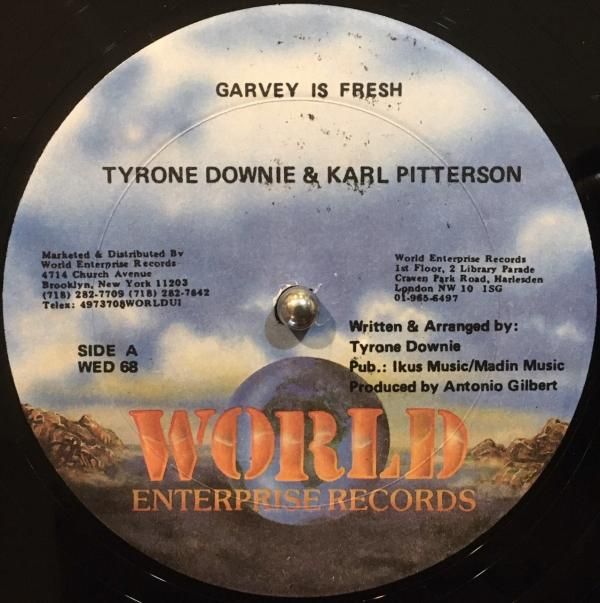 GARVEY IS FRESH
TYRONE DOWNIE & KARL PITTERSON
Marketed & Distributed By
World Enterprise Records
4714 Church Avenue
Brooklyn, New York 11203
(718) 282-7709 (718) 282-7642
Telex: 4973708WORLDUI
World Enterprise Records
1st Floor, 2 Library Parade
Craven Park Road, Harlesden
London NW 10 1SG
01-965-6497
Written & Arranged by:
Tyrone Downie
Pub.: Ikus Music/Madin Music
Produced by Antonio Gilbert
SIDE A
WED 68
WORLD
ENTERPRISE RECORDS